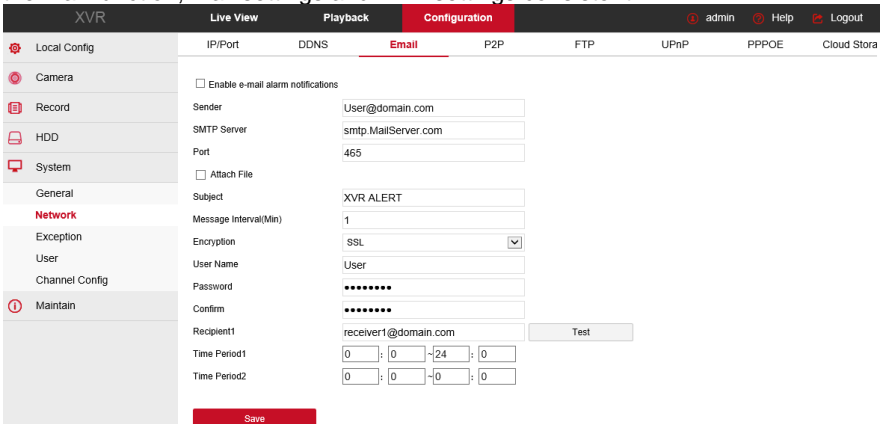 XVR Live View Playback Configuration admin Help Logout
IP/Port DDNS Email P2P FTP UPnP PPPOE Cloud Stora
Local Config
Camera
Record
HDD
System
General
Network
Exception
User
Channel Config
Maintain
Enable e-mail alarm notifications
Sender User@domain.com
SMTP Server smtp.MailServer.com
Port 465
Attach File
Subject XVR ALERT
Message Interval(Min) 1
Encryption SSL
User Name User
Password ••••••••
Confirm ••••••••
Recipient1 receiver1@domain.com Test
Time Period1 0 : 0 ~ 24 : 0
Time Period2 0 : 0 ~ 0 : 0
Save